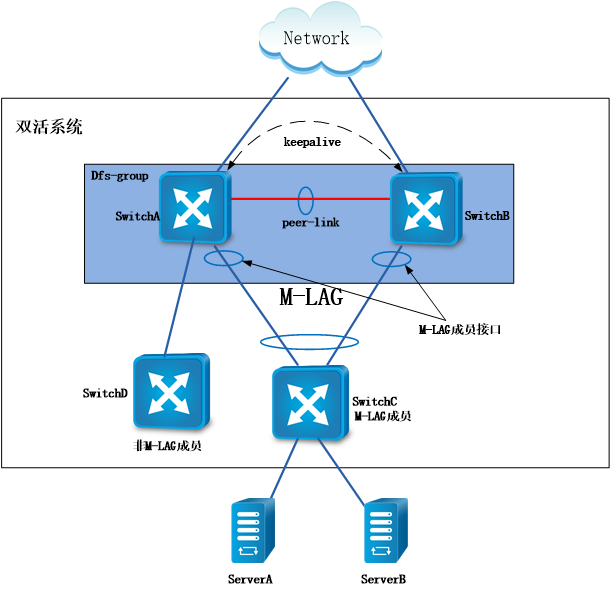 Network
双活系统
keepalive
Dfs-group
SwitchA
SwitchB
peer-link
M-LAG
M-LAG成员接口
SwitchD
SwitchC
M-LAG成员
非M-LAG成员
ServerA
ServerB